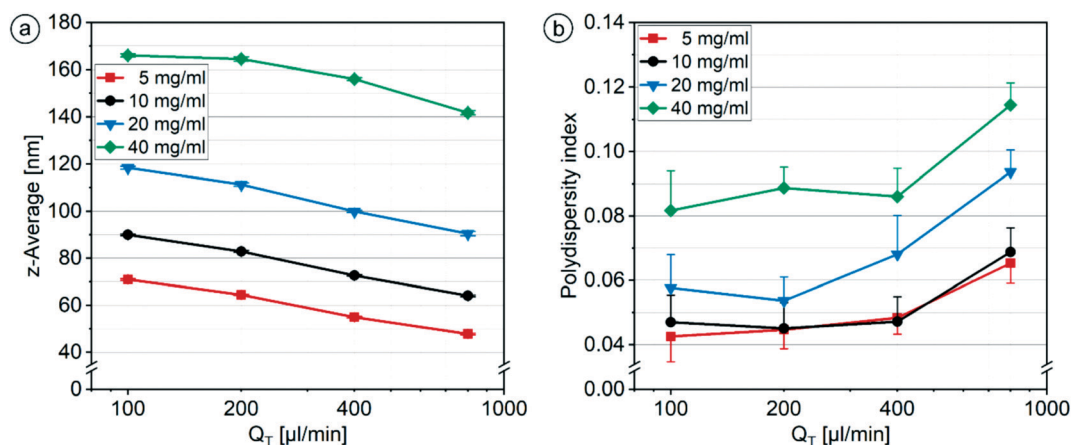 a
180
160
140
120
100
80
60
40
0
z-Average [nm]
5 mg/ml
10 mg/ml
20 mg/ml
40 mg/ml
100
200
400
1000
Q_T [µl/min]
b
0.14
0.12
0.10
0.08
0.06
0.04
0.00
Polydispersity index
5 mg/ml
10 mg/ml
20 mg/ml
40 mg/ml
100
200
400
1000
Q_T [µl/min]